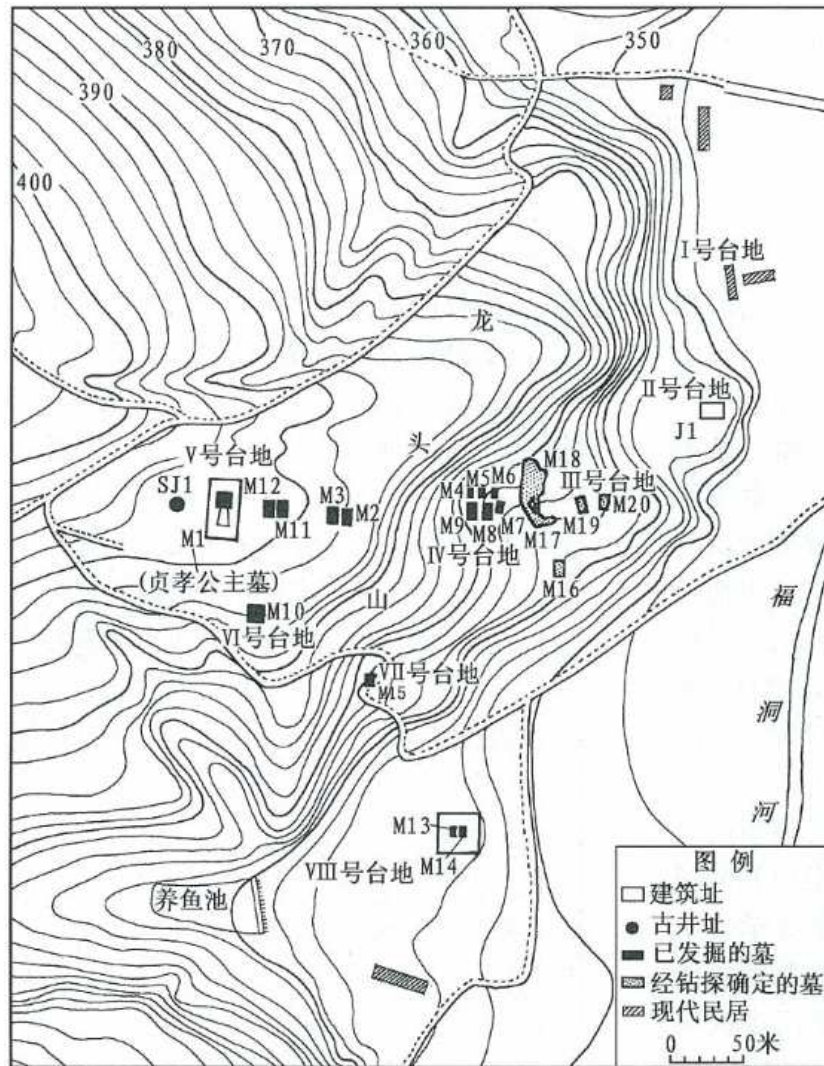 380
370
360
350
390
400
I号台地
龙
II号台地
J1
头
V号台地
SJ1
M12
M3
M2
M11
M1
(贞孝公主墓)
M4
M5
M6
M18
III号台地
M20
M19
M9
M8
M7
M17
IV号台地
M16
山
M10
VI号台地
VII号台地
M15
福
洞
河
M13
M14
VIII号台地
养鱼池
图例
建筑址
古井址
已发掘的墓
经钻探确定的墓
现代民居
0 50米